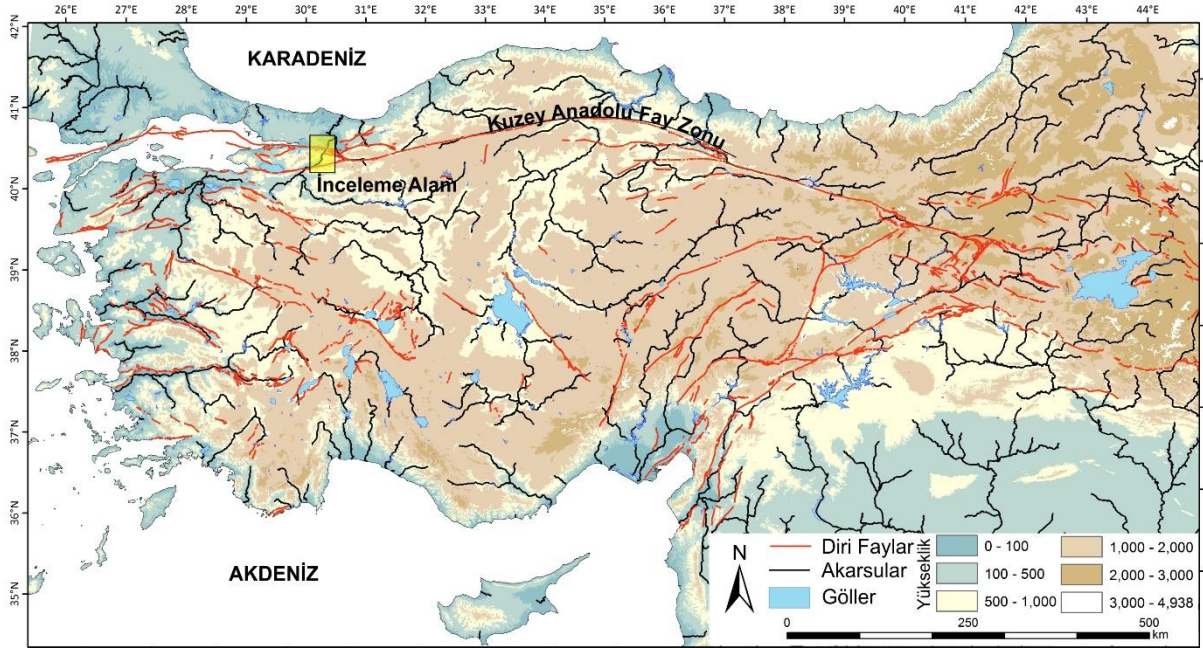 26°E 27°E 28°E 29°E 30°E 31°E 32°E 33°E 34°E 35°E 36°E 37°E 38°E 39°E 40°E 41°E 42°E 43°E 44°E
42°N
41°N
40°N
39°N
38°N
37°N
36°N
35°N
KARADENİZ
Kuzey Anadolu Fay Zonu
İnceleme Alanı
AKDENİZ
N
Diri Faylar
Akarsular
Göller
Yükseklik
0 - 100
100 - 500
500 - 1,000
1,000 - 2,000
2,000 - 3,000
3,000 - 4,938
0 250 500
km